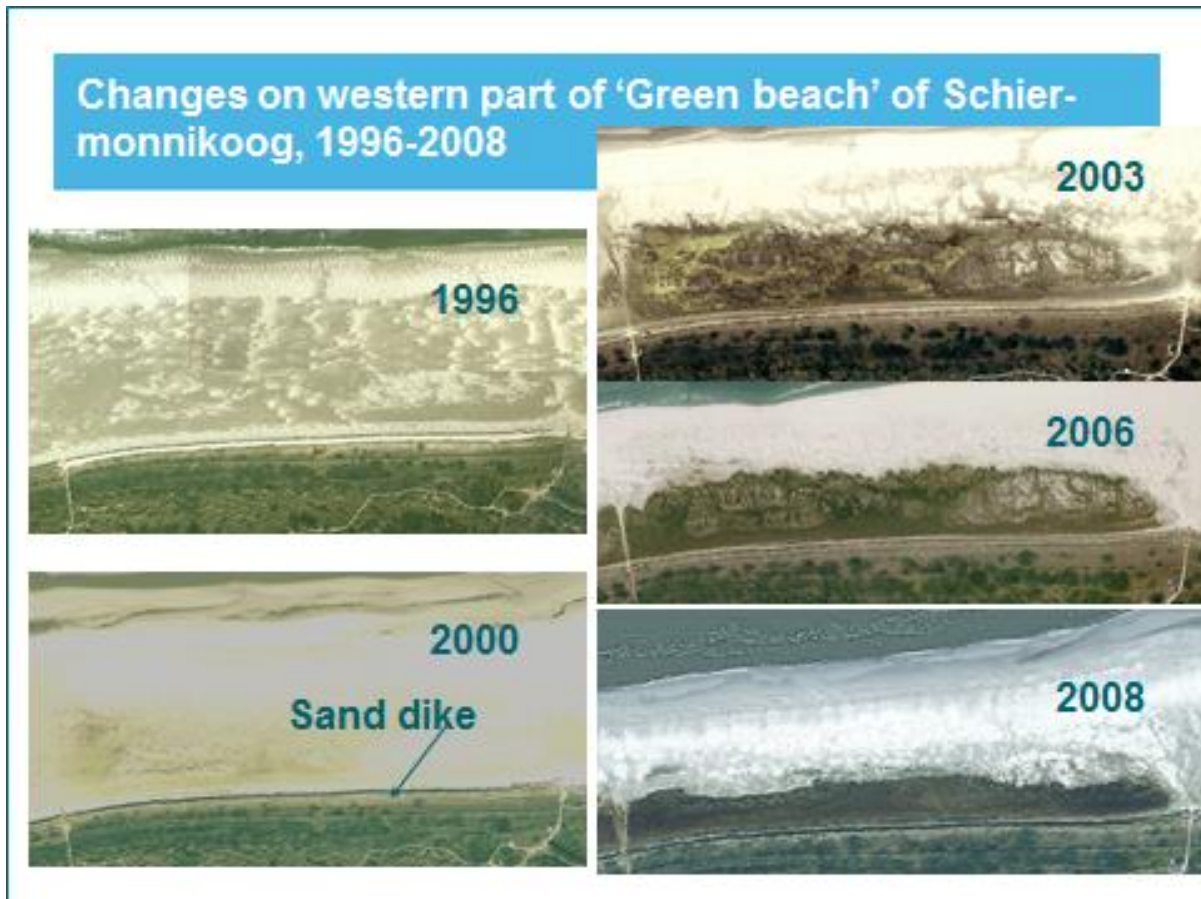 Changes on western part of ‘Green beach’ of Schier-
monnikoog, 1996-2008
2003
1996
2006
2000
Sand dike
2008